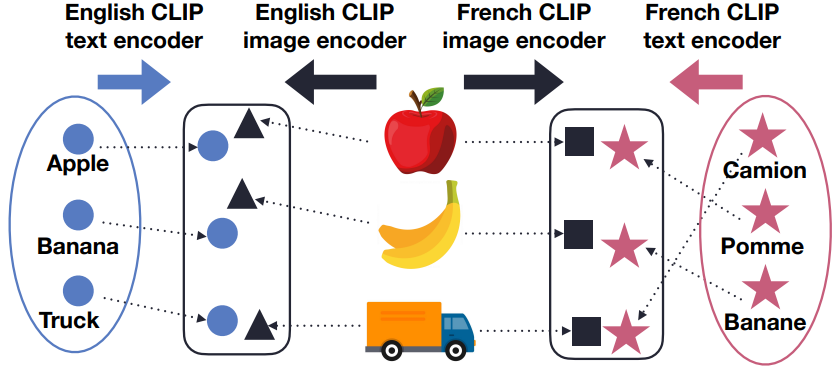 English CLIP
text encoder
English CLIP
image encoder
French CLIP
image encoder
French CLIP
text encoder
Apple
Banana
Truck
Camion
Pomme
Banane